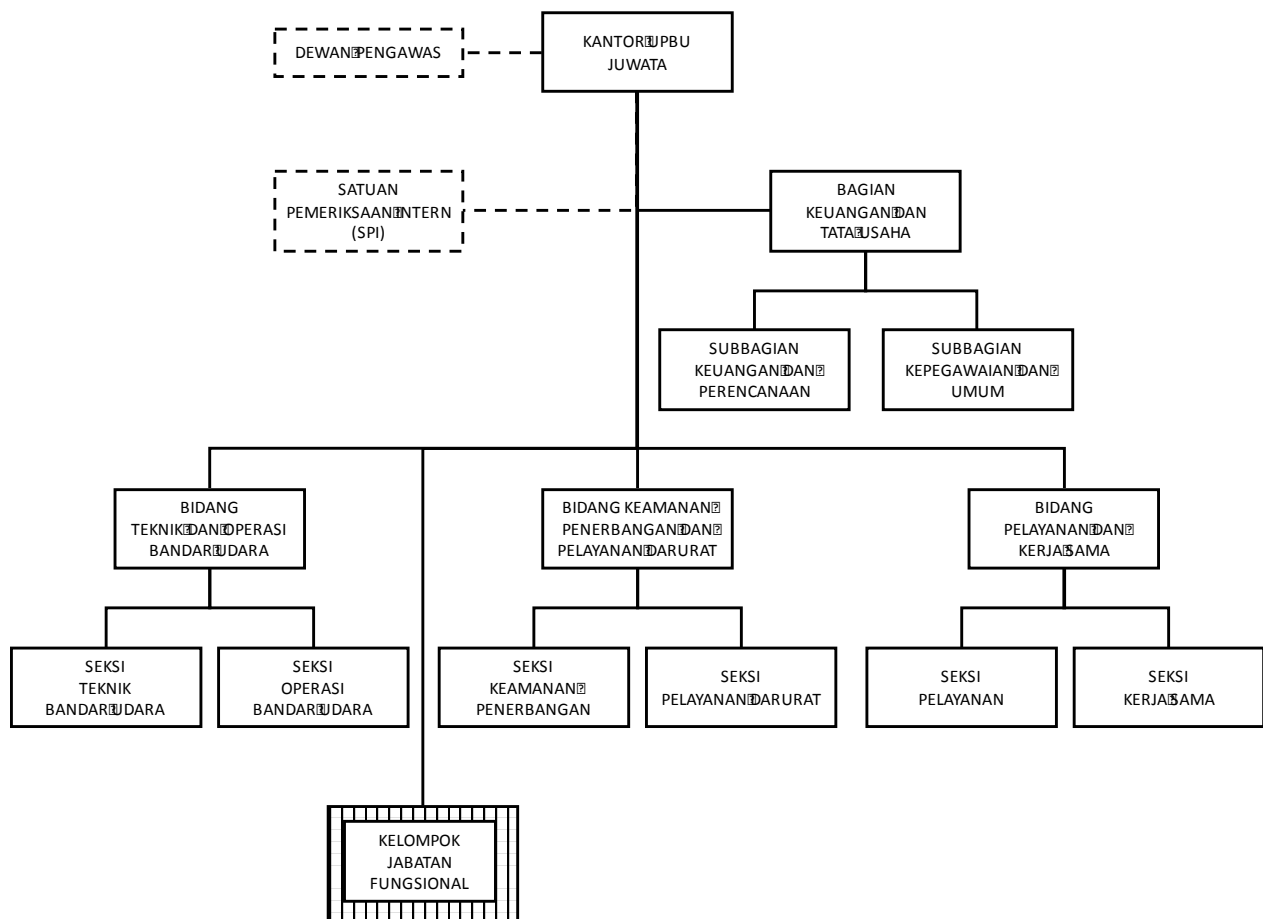 DEWAN PENGAWAS
KANTOR UPBU
JUWATA
SATUAN
PEMERIKSAAN INTERN
(SPI)
BAGIAN
KEUANGAN DAN
TATA USAHA
SUBBAGIAN
KEUANGAN DAN
PERENCANAAN
SUBBAGIAN
KEPEGAWAIAN DAN
UMUM
BIDANG
TEKNIK DAN OPERASI
BANDAR UDARA
BIDANG KEAMANAN
PENERBANGAN DAN
PELAYANAN DARURAT
BIDANG
PELAYANAN DAN
KERJA SAMA
SEKSI
TEKNIK
BANDAR UDARA
SEKSI
OPERASI
BANDAR UDARA
SEKSI
KEAMANAN
PENERBANGAN
SEKSI
PELAYANAN DARURAT
SEKSI
PELAYANAN
SEKSI
KERJA SAMA
KELOMPOK
JABATAN
FUNGSIONAL